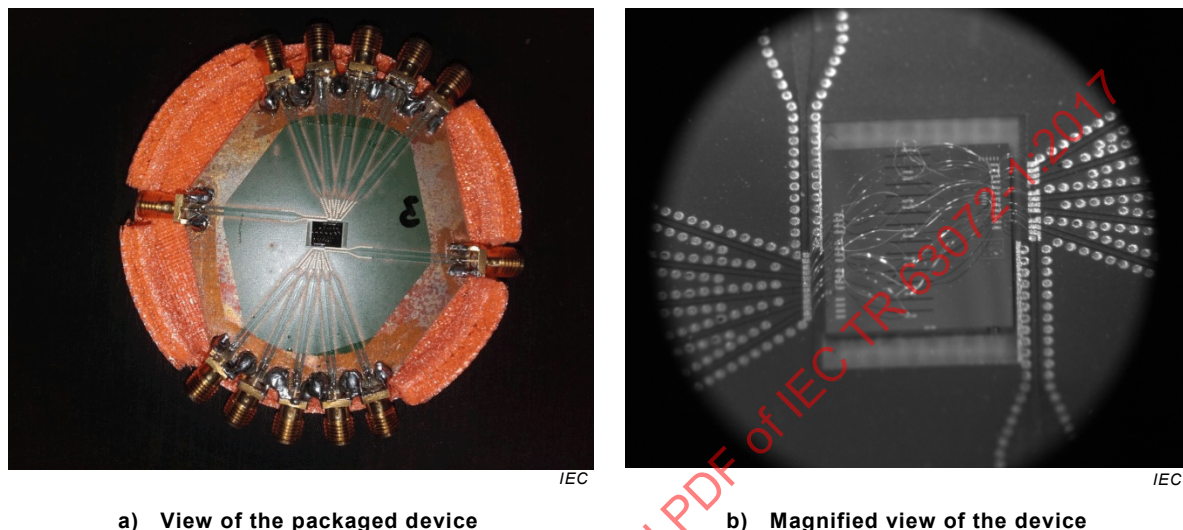 3
IEC
IEC
a) View of the packaged device
b) Magnified view of the device
PDF of IEC TR 63072-1:2017